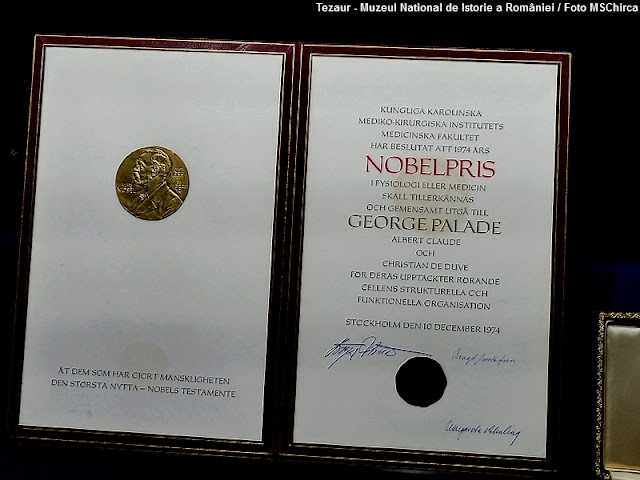 Tezaur - Muzeul National de Istorie a României / Foto MSChirca
ÅT DEM SOM HAR GJORT MÄNSKLIGHETEN
DEN STÖRSTA NYTTA – NOBELS TESTAMENTE
KUNGLIGA KAROLINSKA
MEDIKO-KIRURGISKA INSTITUTETS
MEDICINSKA FAKULTET
HAR BESLUTAT ATT 1974 ÅRS
NOBELPRIS
I FYSIOLOGI ELLER MEDICIN
SKALL TILLERKÄNNAS
OCH GEMENSAMT UTGÅ TILL
GEORGE PALADE
ALBERT CLAUDE
OCH
CHRISTIAN DE DUVE
FÖR DERAS UPPTÄCKTER RÖRANDE
CELLENS STRUKTURELLA OCH
FUNKTIONELLA ORGANISATION
STOCKHOLM DEN 10 DECEMBER 1974